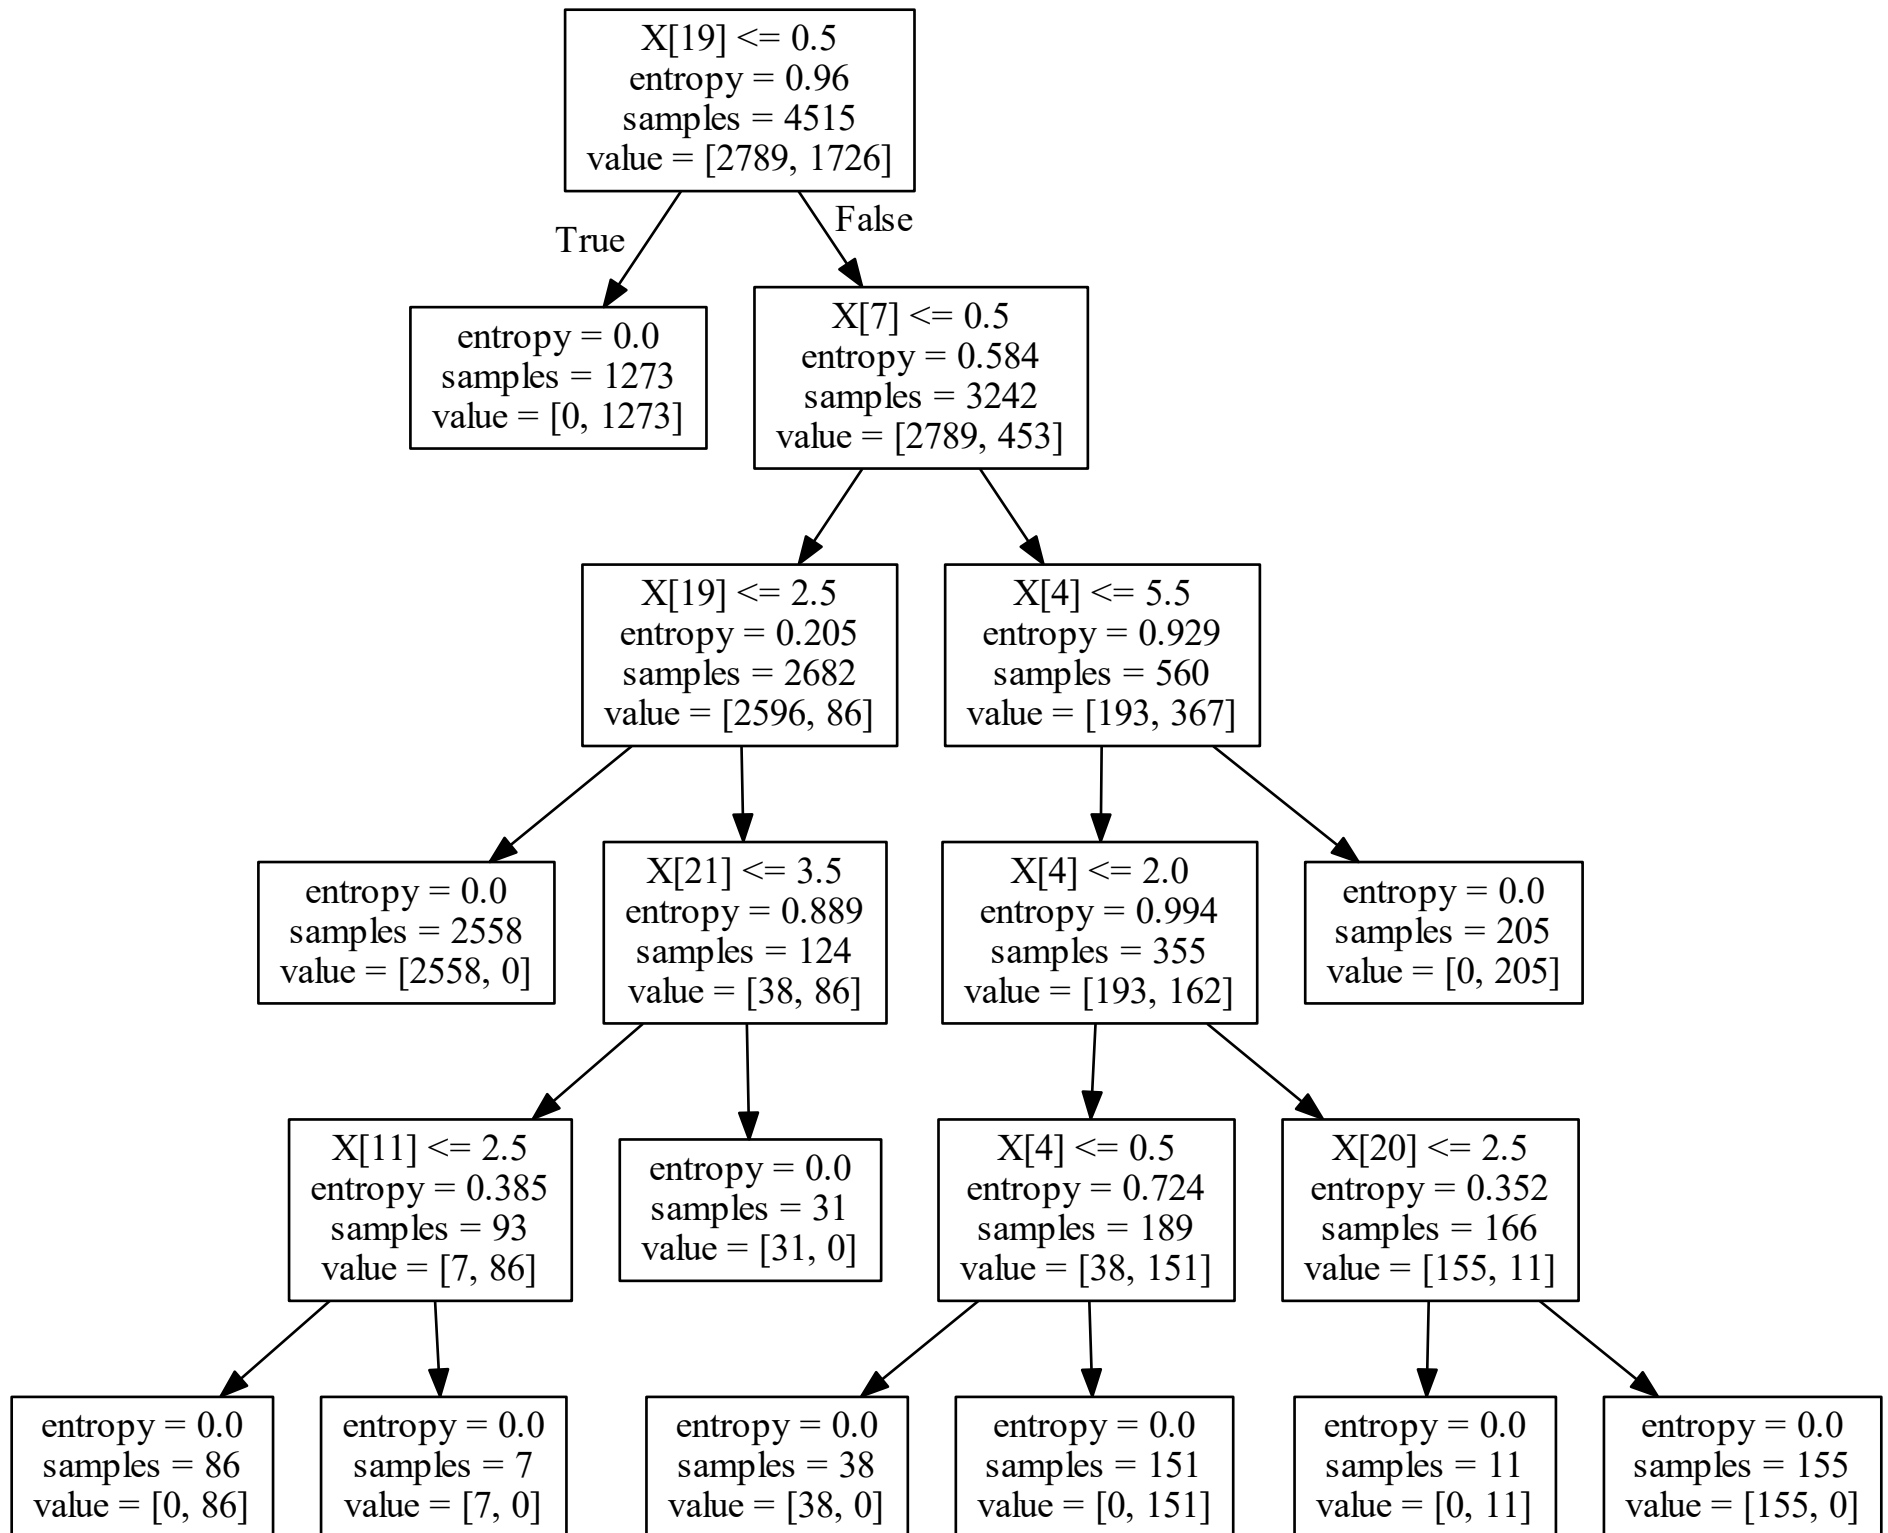 X[19] <= 0.5
entropy = 0.96
samples = 4515
value = [2789, 1726]
True
False
entropy = 0.0
samples = 1273
value = [0, 1273]
X[7] <= 0.5
entropy = 0.584
samples = 3242
value = [2789, 453]
X[19] <= 2.5
entropy = 0.205
samples = 2682
value = [2596, 86]
X[4] <= 5.5
entropy = 0.929
samples = 560
value = [193, 367]
entropy = 0.0
samples = 2558
value = [2558, 0]
X[21] <= 3.5
entropy = 0.889
samples = 124
value = [38, 86]
X[4] <= 2.0
entropy = 0.994
samples = 355
value = [193, 162]
entropy = 0.0
samples = 205
value = [0, 205]
X[11] <= 2.5
entropy = 0.385
samples = 93
value = [7, 86]
entropy = 0.0
samples = 31
value = [31, 0]
X[4] <= 0.5
entropy = 0.724
samples = 189
value = [38, 151]
X[20] <= 2.5
entropy = 0.352
samples = 166
value = [155, 11]
entropy = 0.0
samples = 86
value = [0, 86]
entropy = 0.0
samples = 7
value = [7, 0]
entropy = 0.0
samples = 38
value = [38, 0]
entropy = 0.0
samples = 151
value = [0, 151]
entropy = 0.0
samples = 11
value = [0, 11]
entropy = 0.0
samples = 155
value = [155, 0]